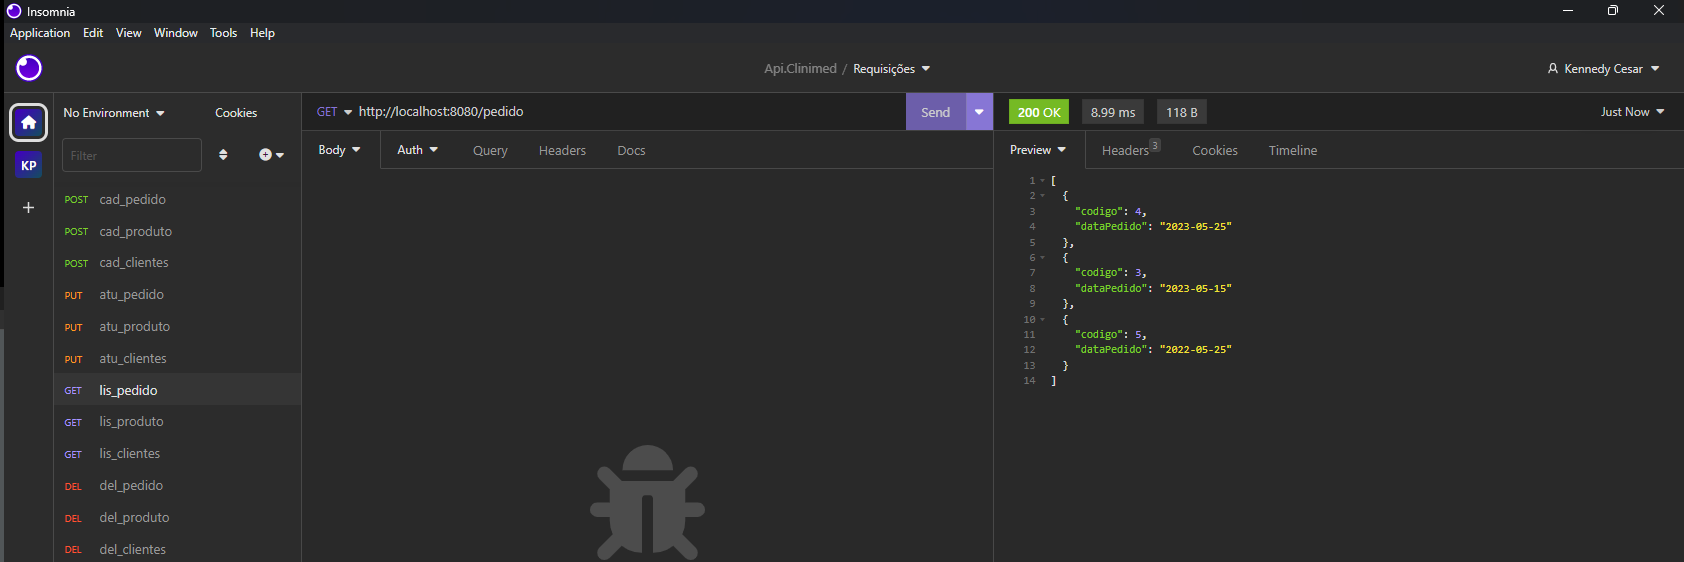 Insomnia
Application Edit View Window Tools Help
Api.Clinimed / Requisições
Kennedy Cesar
No Environment Cookies
GET http://localhost:8080/pedido Send
200 OK 8.99 ms 118 B Just Now
Filter
Body Auth Query Headers Docs
Preview Headers 3 Cookies Timeline
KP
POST cad_pedido
POST cad_produto
POST cad_clientes
PUT atu_pedido
PUT atu_produto
PUT atu_clientes
GET lis_pedido
GET lis_produto
GET lis_clientes
DEL del_pedido
DEL del_produto
DEL del_clientes
1 [
2 {
3 "codigo": 4,
4 "dataPedido": "2023-05-25"
5 },
6 {
7 "codigo": 3,
8 "dataPedido": "2023-05-15"
9 },
10 {
11 "codigo": 5,
12 "dataPedido": "2022-05-25"
13 }
14 ]